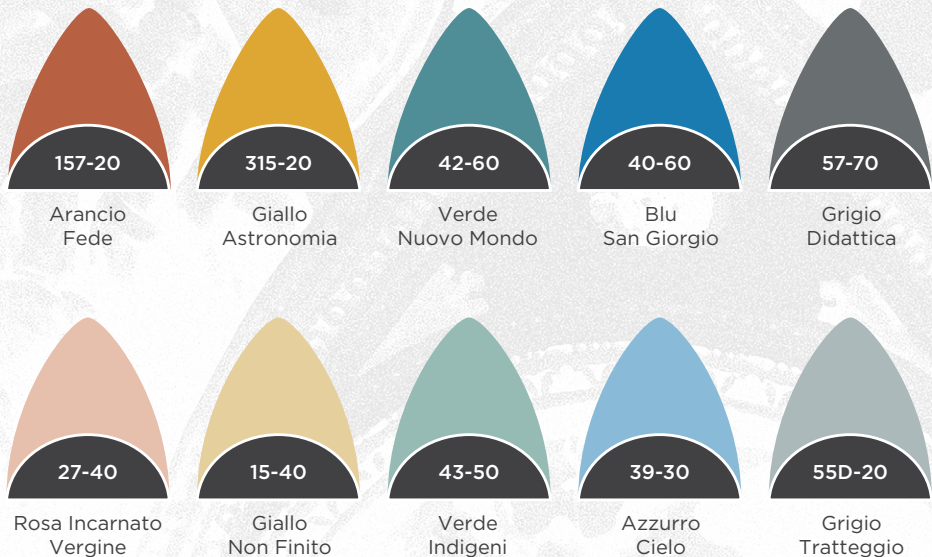 157-20
315-20
42-60
40-60
57-70
Arancio
Fede
Giallo
Astronomia
Verde
Nuovo Mondo
Blu
San Giorgio
Grigio
Didattica
27-40
15-40
43-50
39-30
55D-20
Rosa Incarnato
Vergine
Giallo
Non Finito
Verde
Indigeni
Azzurro
Cielo
Grigio
Tratteggio